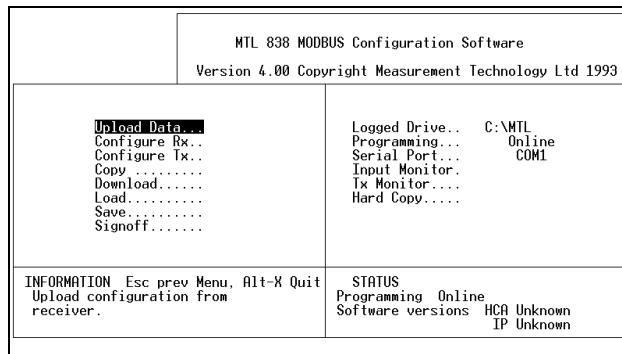 MTL 838 MODBUS Configuration Software
Version 4.00 Copyright Measurement Technology Ltd 1993
Upload Data...
Configure Rx..
Configure Tx..
Copy .........
Download......
Load..........
Save..........
Signoff.......
Logged Drive.. C:\MTL
Programming... Online
Serial Port... COM1
Input Monitor.
Tx Monitor....
Hard Copy.....
INFORMATION Esc prev Menu, Alt-X Quit
Upload configuration from
receiver.
STATUS
Programming Online
Software versions HCA Unknown
IP Unknown